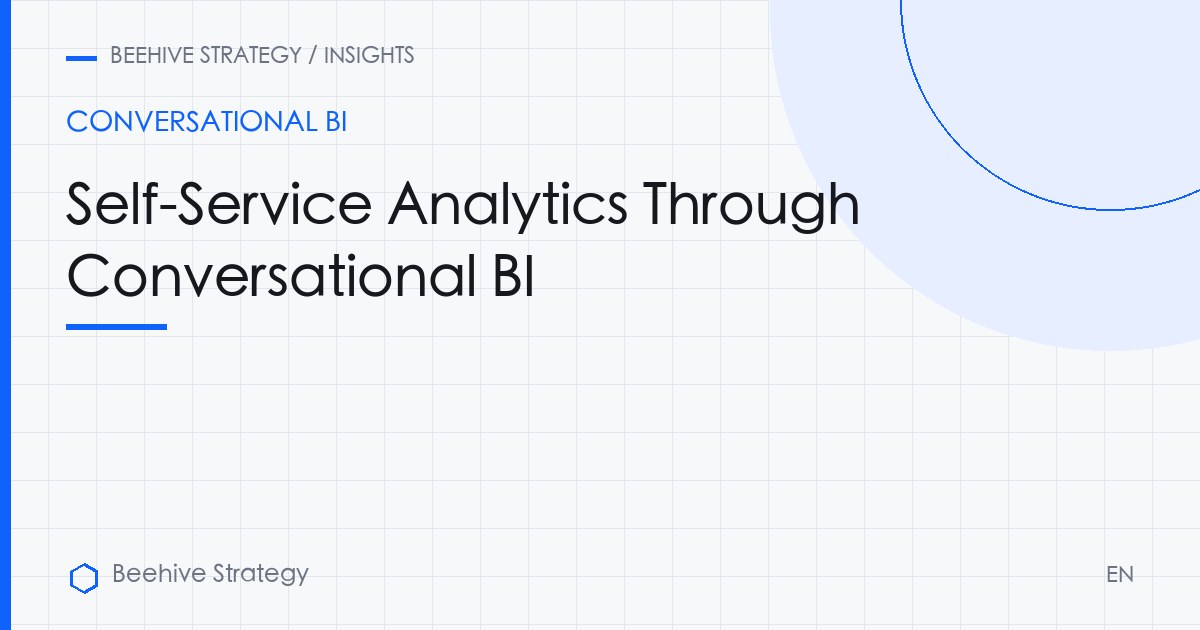 BEEHIVE STRATEGY / INSIGHTS
CONVERSATIONAL BI
Self-Service Analytics Through
Conversational BI
Beehive Strategy
EN